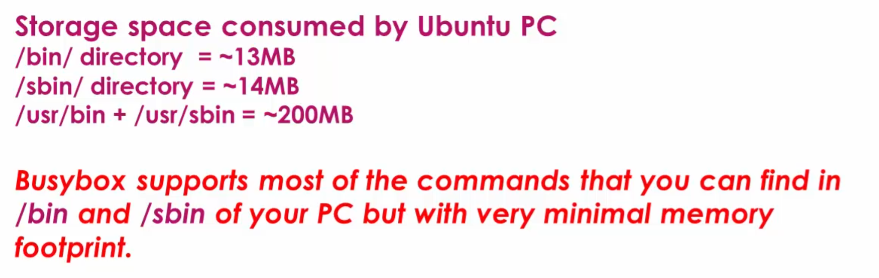 Storage space consumed by Ubuntu PC
/bin/ directory  = ~13MB
/sbin/ directory = ~14MB
/usr/bin + /usr/sbin = ~200MB
Busybox supports most of the commands that you can find in
/bin and /sbin of your PC but with very minimal memory
footprint.